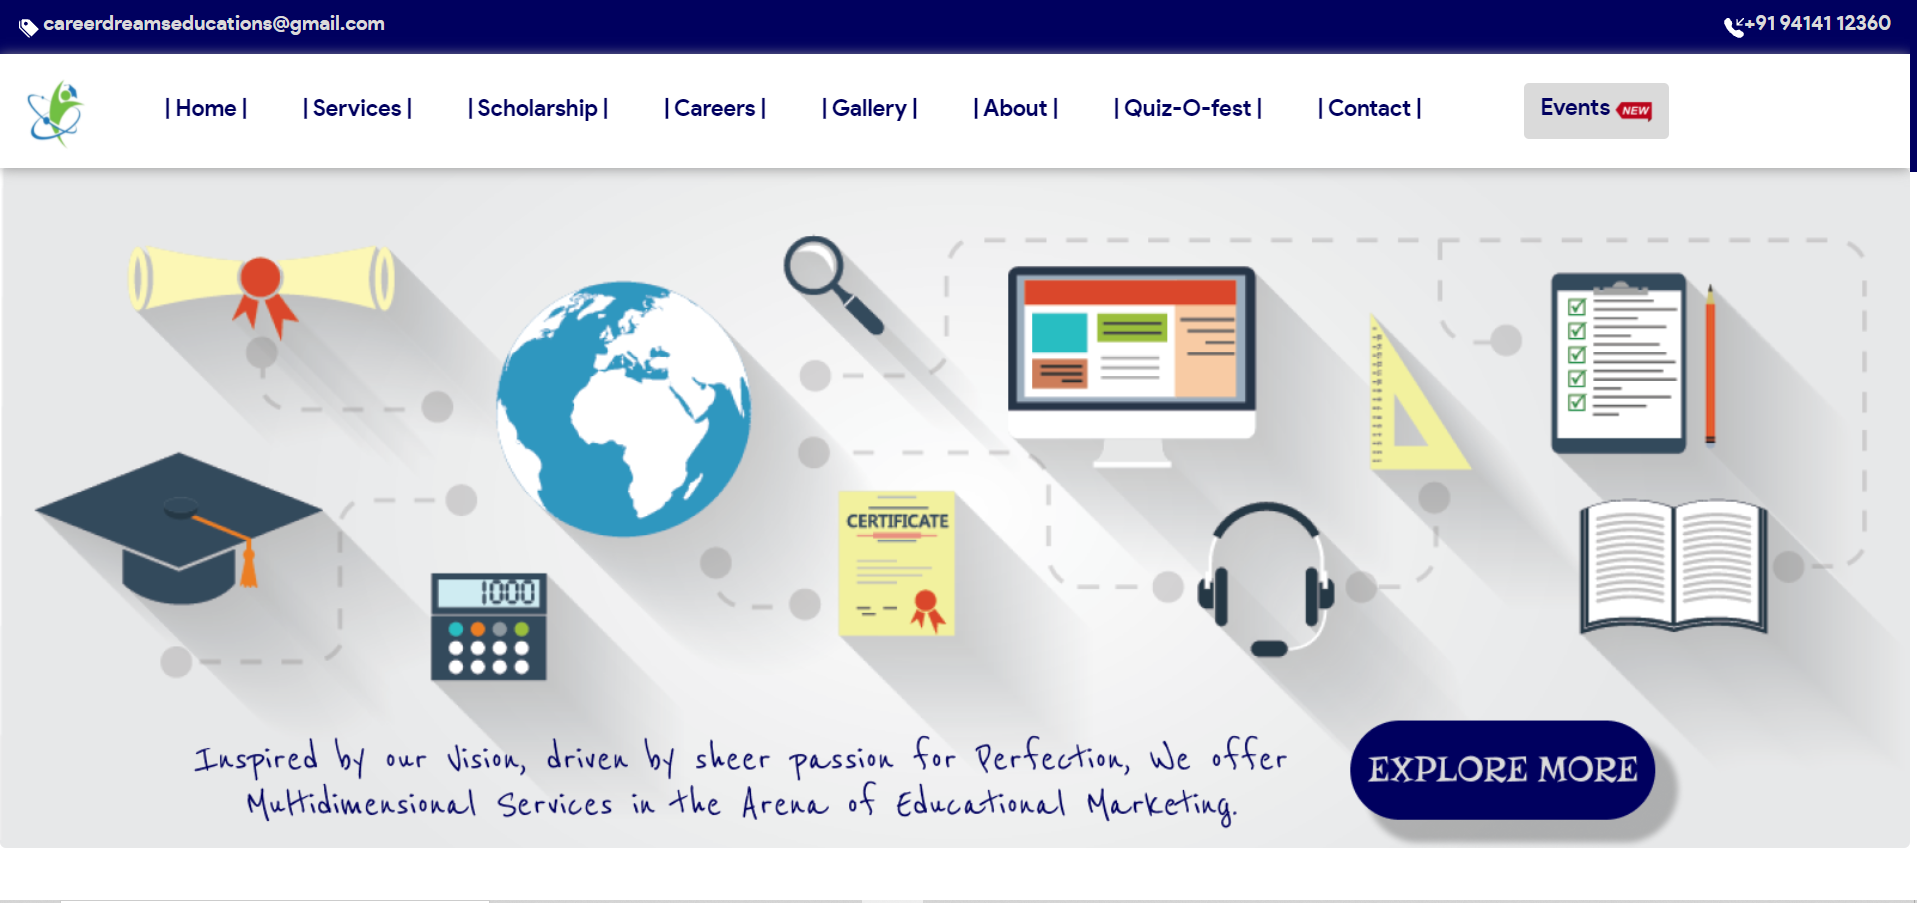 careerdreamseducations@gmail.com
+91 94141 12360
| Home |
| Services |
| Scholarship |
| Careers |
| Gallery |
| About |
| Quiz-O-fest |
| Contact |
Events NEW
CERTIFICATE
1000
Inspired by our Vision, driven by sheer passion for Perfection, We offer
Multidimensional Services in the Arena of Educational Marketing.
EXPLORE MORE